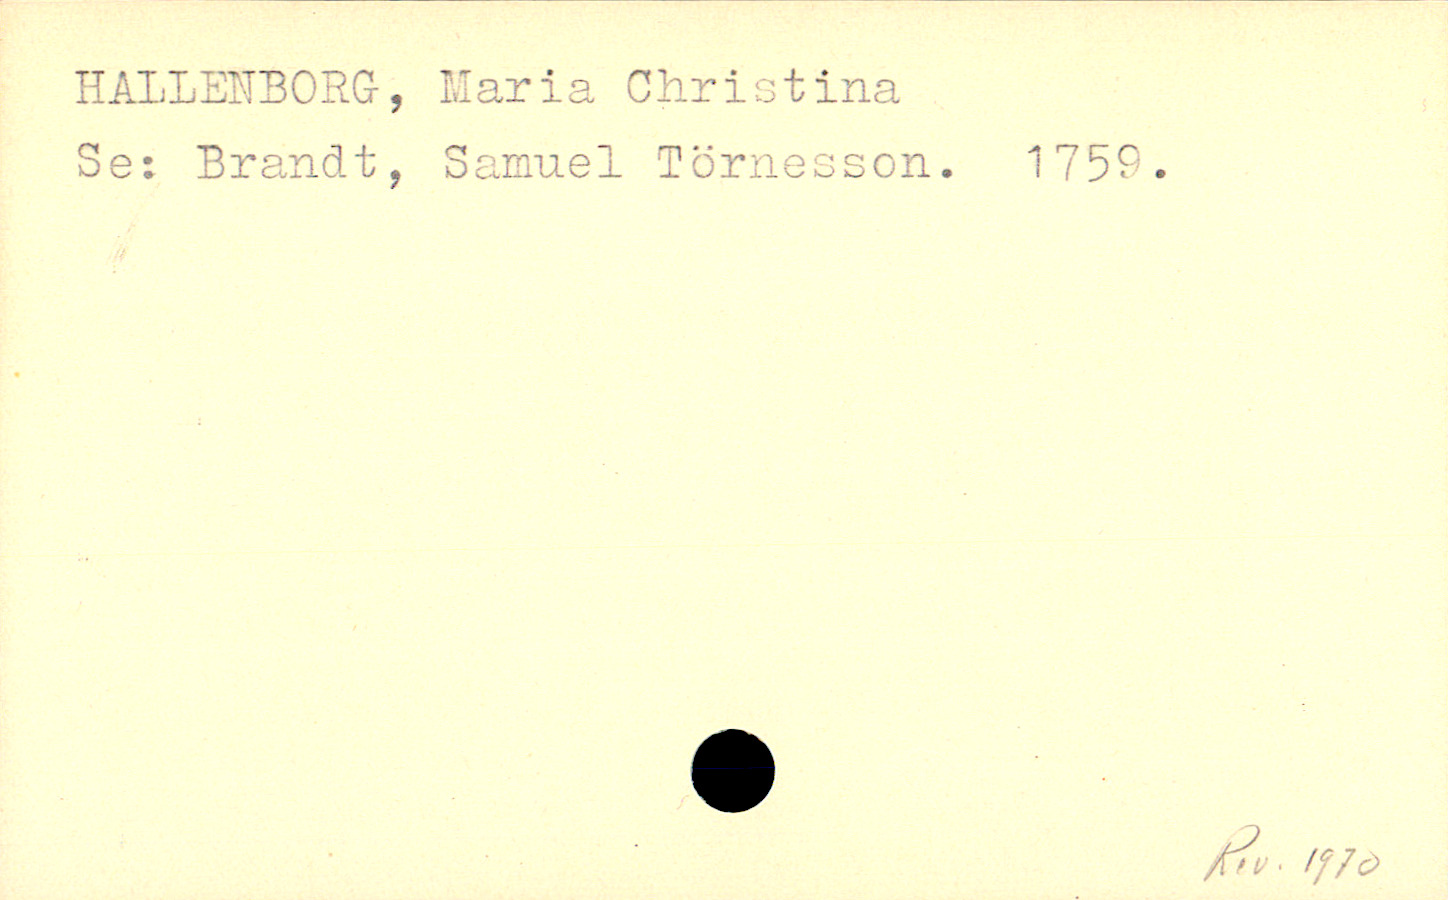 HALLENBORG, Maria Christina
Se: Brandt, Samuel Törnesson. 1759.
Rev. 1970